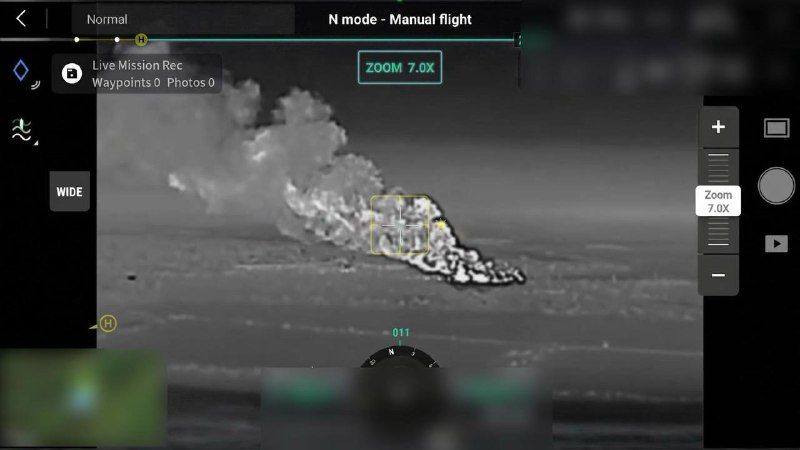 Normal
N mode - Manual flight
H
Live Mission Rec
Waypoints 0 Photos 0
ZOOM 7.0X
WIDE
Zoom
7.0X
H
011
N